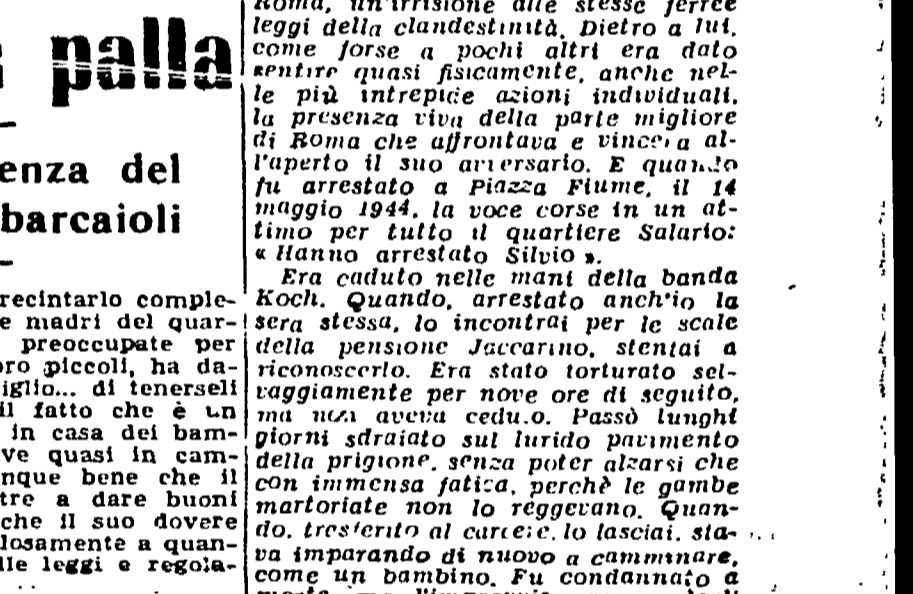 palla
enza del
barcaioli
recintarlo comple-
e madri del quar-
preoccupate per
oro piccoli, ha da-
iglio... di tenerseli
il fatto che è un
in casa dei bam-
ve quasi in cam-
nque bene che il
tre a dare buoni
che il suo dovere
losamente a quan-
lle leggi e regola-
Roma, un'irrisione alle stesse ferree
leggi della clandestinità. Dietro a lui,
come forse a pochi altri era dato
sentire quasi fisicamente, anche nel-
le più intrepide azioni individuali,
la presenza viva della parte migliore
di Roma che affrontava e vinceva al-
l'aperto il suo avversario. E quando
fu arrestato a Piazza Fiume, il 14
maggio 1944, la voce corse in un at-
timo per tutto il quartiere Salario:
« Hanno arrestato Silvio ».
Era caduto nelle mani della banda
Koch. Quando, arrestato anch'io la
sera stessa, lo incontrai per le scale
della pensione Jaccarino, stentai a
riconoscerlo. Era stato torturato sel-
vaggiamente per nove ore di seguito,
ma non aveva ceduto. Passò lunghi
giorni sdraiato sul lurido pavimento
della prigione, senza poter alzarsi che
con immensa fatica, perchè le gambe
martoriate non lo reggevano. Quan-
do, trasferito al carcere, lo lasciai, sta-
va imparando di nuovo a camminare,
come un bambino. Fu condannato a